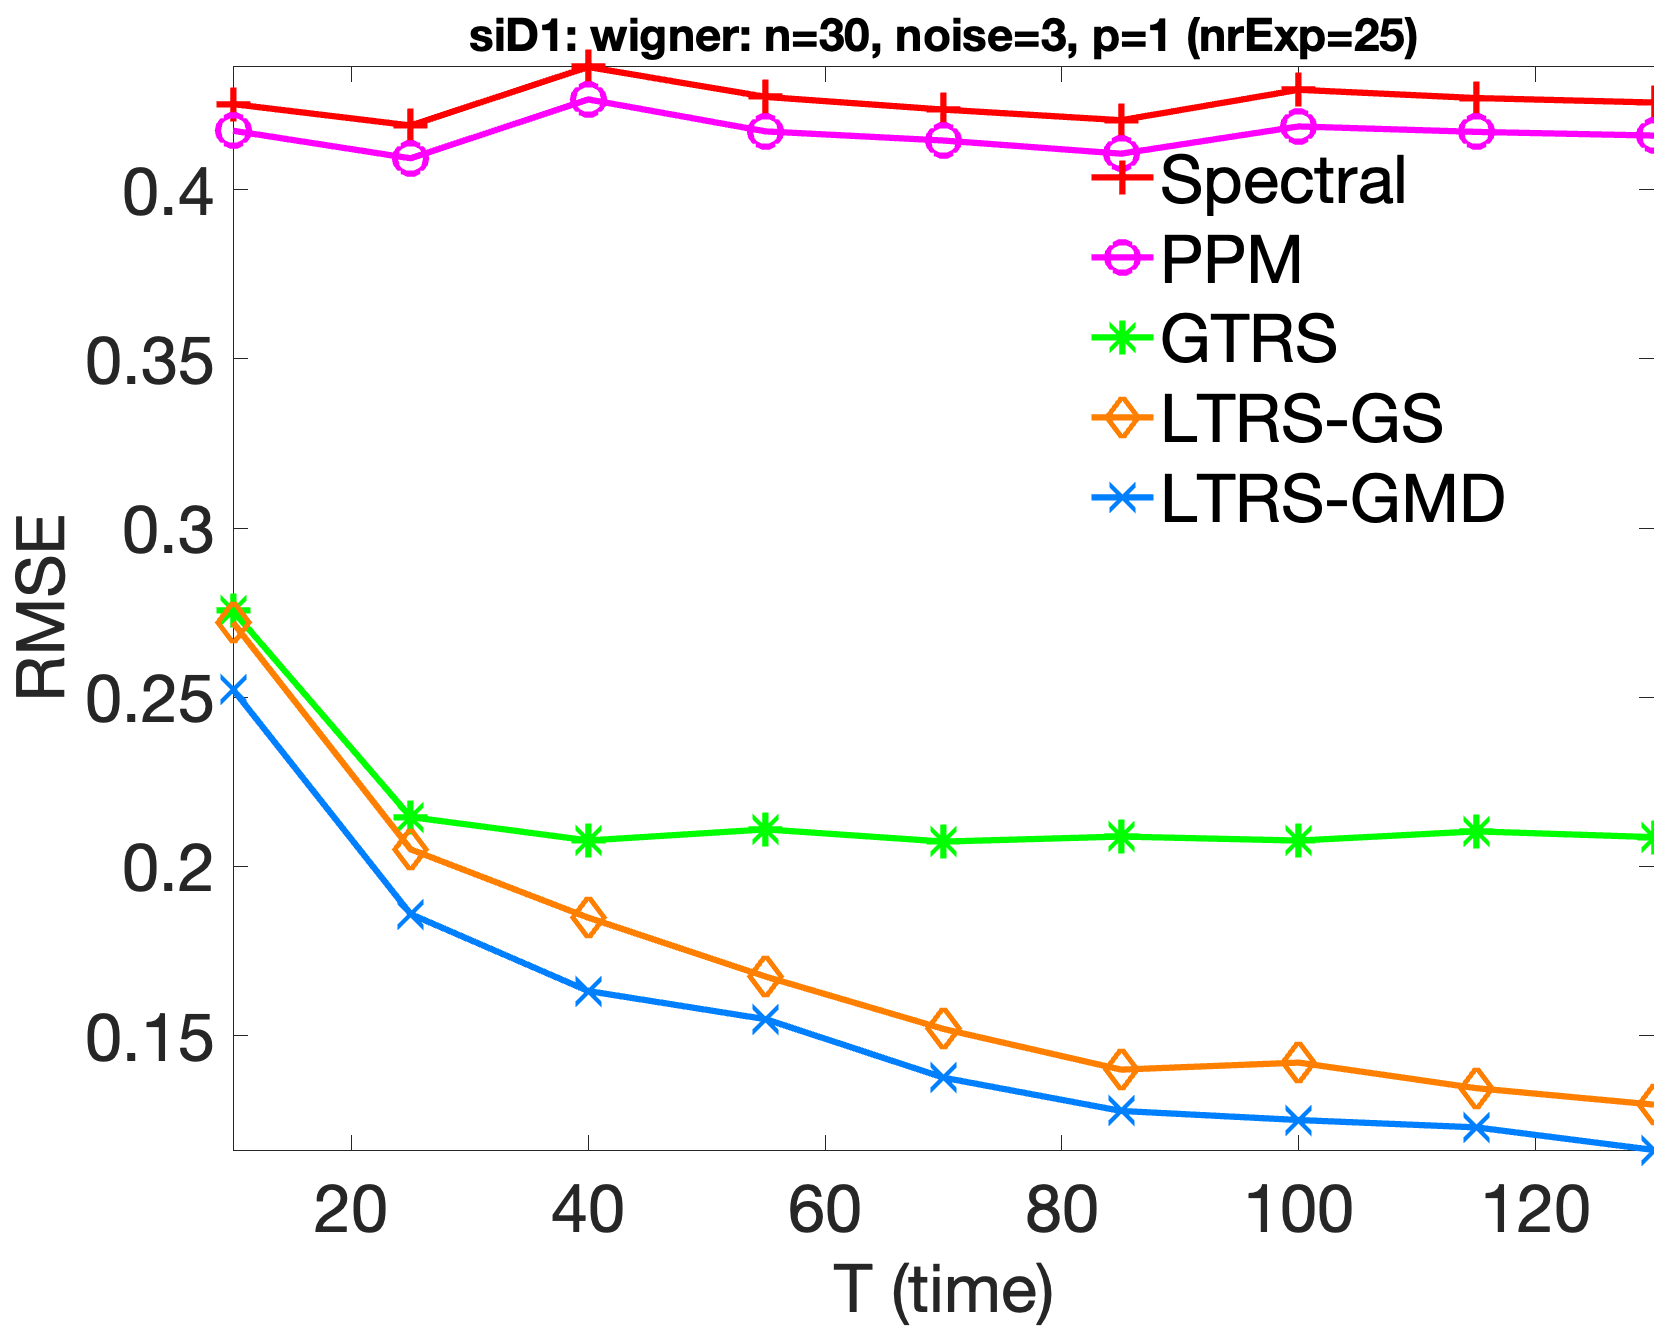 siD1: wigner: n=30, noise=3, p=1 (nrExp=25)
0.4
0.35
0.3
0.25
0.2
0.15
RMSE
Spectral
PPM
GTRS
LTRS-GS
LTRS-GMD
20 40 60 80 100 120
T (time)